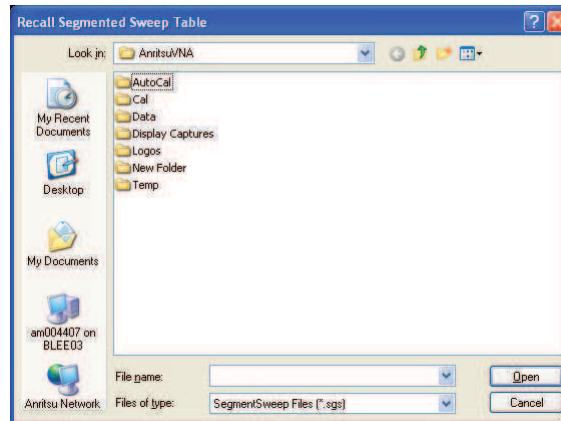 Recall Segmented Sweep Table
Look in:
AnritsuVNA
AutoCal
Cal
Data
Display Captures
Logos
New Folder
Temp
My Recent
Documents
Desktop
My Documents
am004407 on
BLEE03
Anritsu Network
File name:
Open
Files of type:
SegmentSweep Files (*.sgs)
Cancel